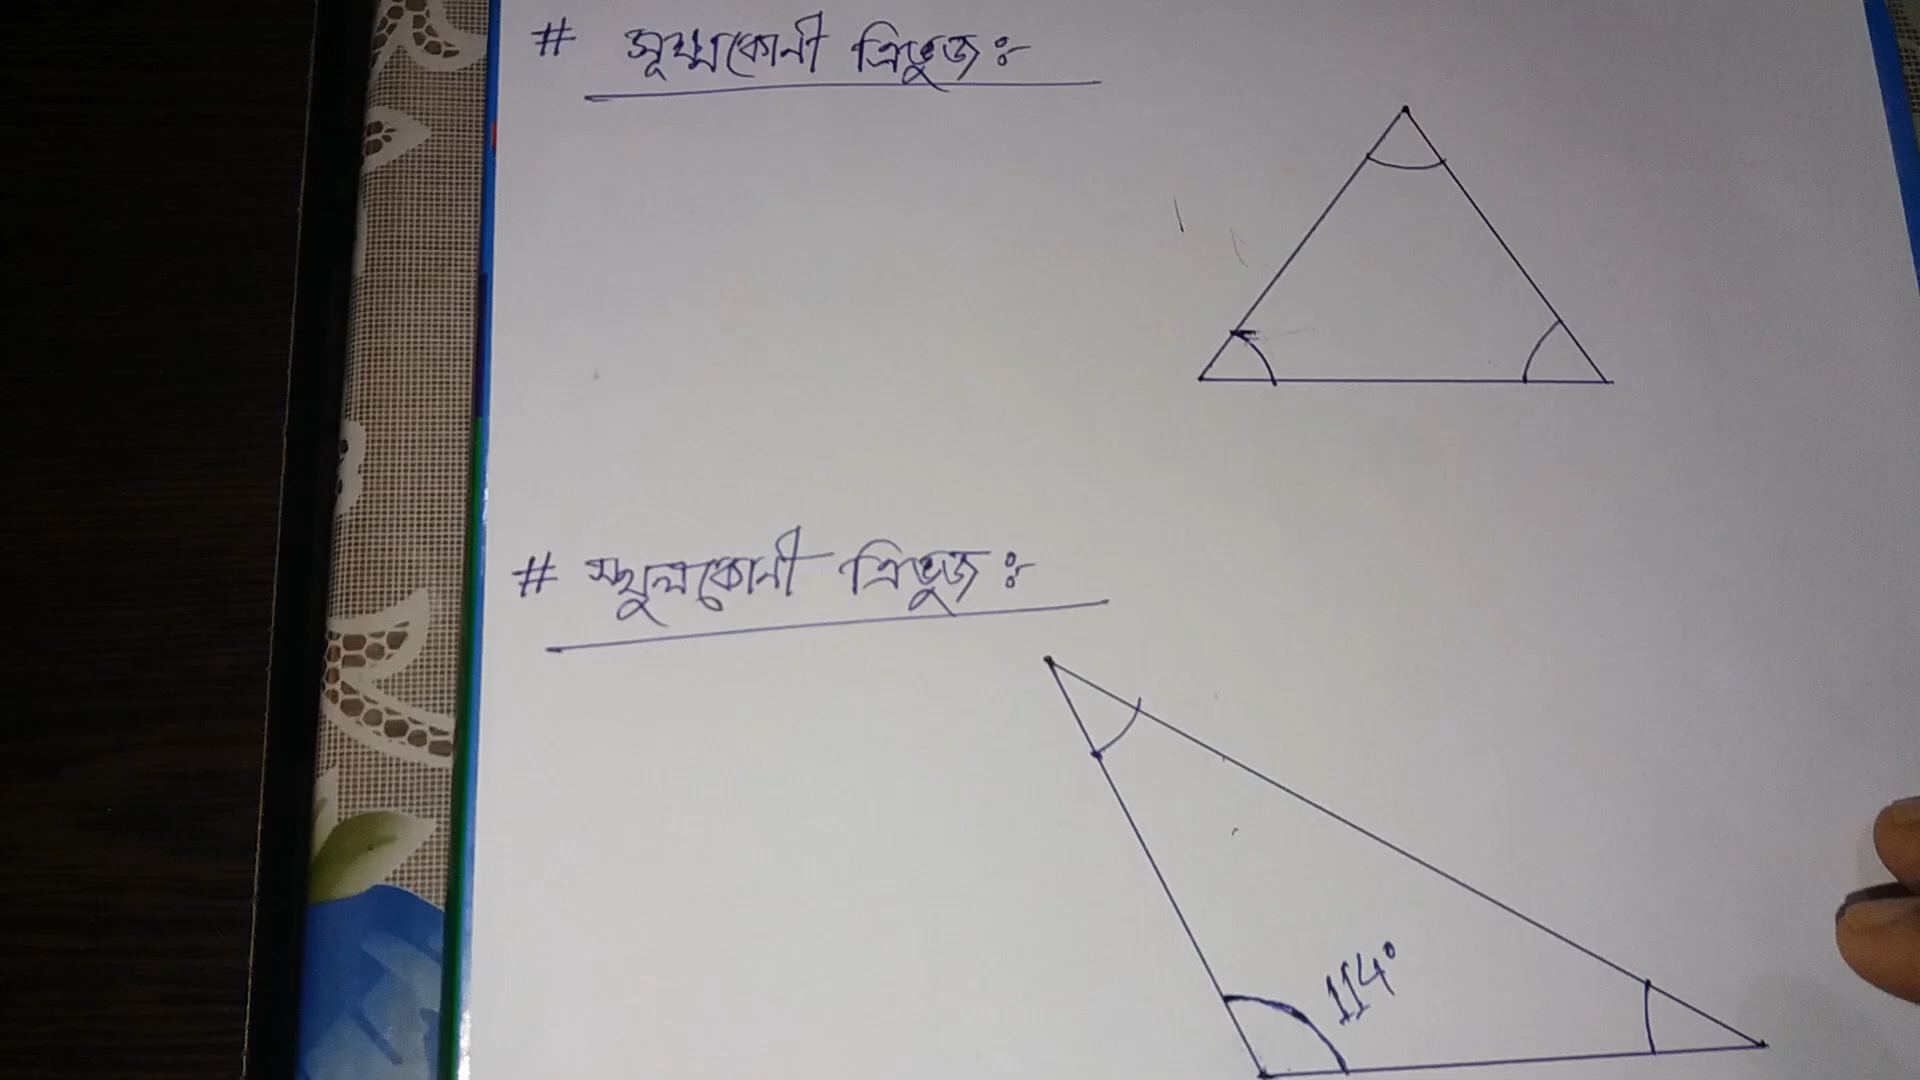 # সূক্ষ্মকোনী ত্রিভুজঃ-
# স্থুলকোনী ত্রিভুজঃ-
114°